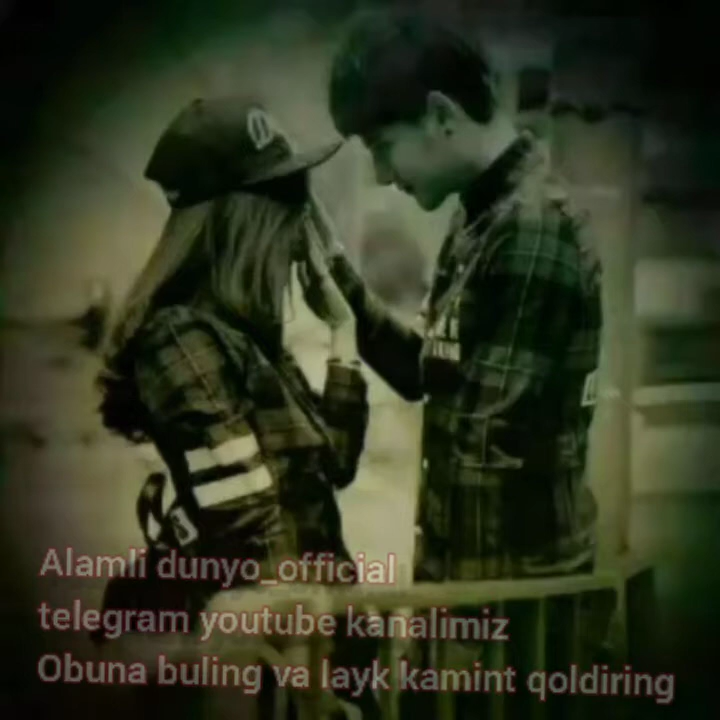 Alamli dunyo_official
telegram youtube kanalimiz
Obuna buling va layk kamint qoldiring